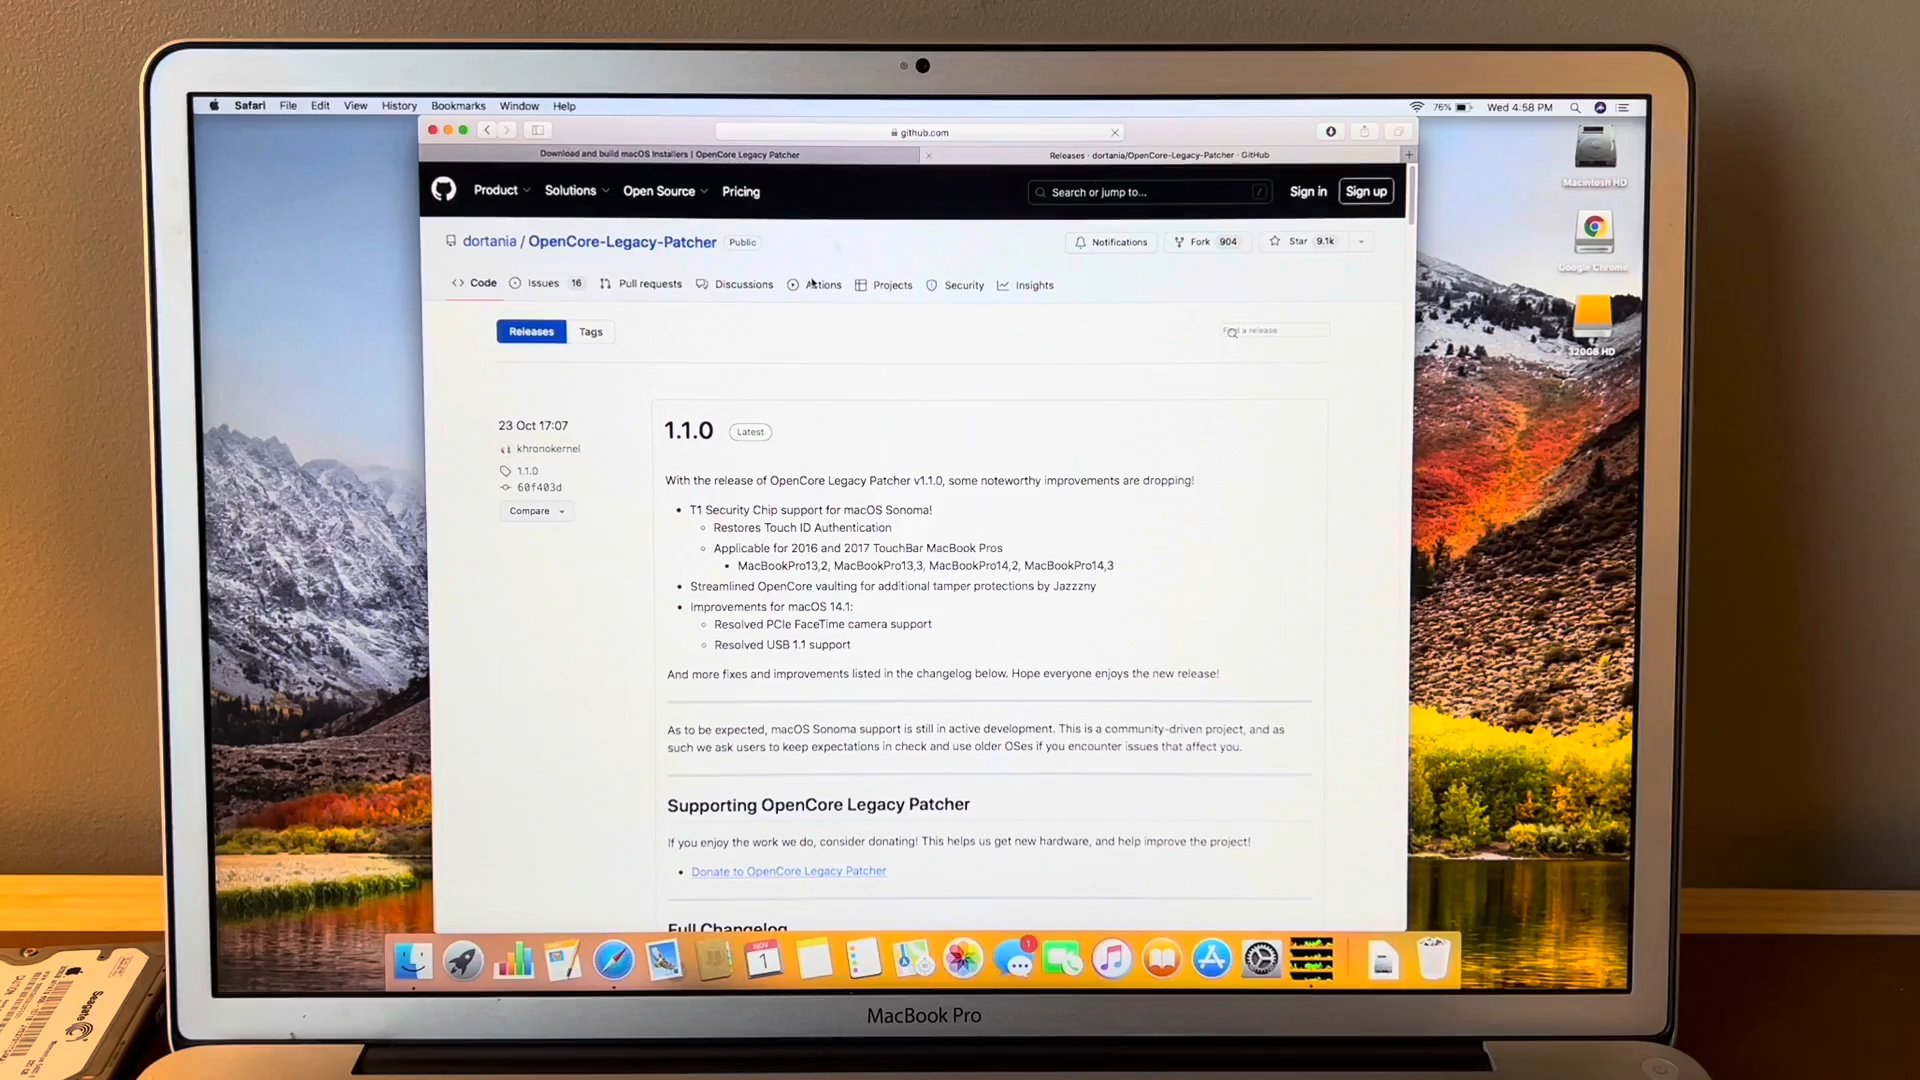 Safari File Edit View History Bookmarks Window Help
76% Wed 4:58 PM
github.com
Download and build macOS Installers | OpenCore Legacy Patcher
Releases · dortania/OpenCore-Legacy-Patcher · GitHub
Product Solutions Open Source Pricing
Search or jump to... /
Sign in Sign up
dortania / OpenCore-Legacy-Patcher Public
Notifications Fork 904 Star 9.1k
Code Issues 16 Pull requests Discussions Actions Projects Security Insights
Releases Tags
Find a release
23 Oct 17:07
khronokernel
1.1.0
60f403d
Compare
1.1.0 Latest
With the release of OpenCore Legacy Patcher v1.1.0, some noteworthy improvements are dropping!
T1 Security Chip support for macOS Sonoma!
Restores Touch ID Authentication
Applicable for 2016 and 2017 TouchBar MacBook Pros
MacBookPro13,2, MacBookPro13,3, MacBookPro14,2, MacBookPro14,3
Streamlined OpenCore vaulting for additional tamper protections by Jazzzny
Improvements for macOS 14.1:
Resolved PCIe FaceTime camera support
Resolved USB 1.1 support
And more fixes and improvements listed in the changelog below. Hope everyone enjoys the new release!
As to be expected, macOS Sonoma support is still in active development. This is a community-driven project, and as
such we ask users to keep expectations in check and use older OSes if you encounter issues that affect you.
Supporting OpenCore Legacy Patcher
If you enjoy the work we do, consider donating! This helps us get new hardware, and help improve the project!
Donate to OpenCore Legacy Patcher
Full Changelog
Macintosh HD
Google Chrome
320GB HD
NOV
1
1
MacBook Pro
Seagate